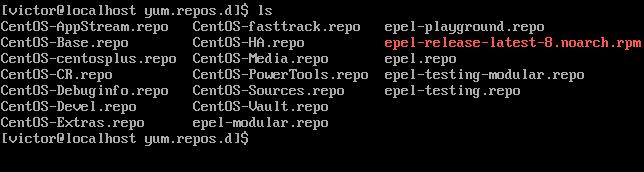 [victor@localhost yum.repos.d]$ ls
CentOS-AppStream.repo CentOS-fasttrack.repo epel-playground.repo
CentOS-Base.repo CentOS-HA.repo epel-release-latest-8.noarch.rpm
CentOS-centosplus.repo CentOS-Media.repo epel.repo
CentOS-CR.repo CentOS-PowerTools.repo epel-testing-modular.repo
CentOS-Debuginfo.repo CentOS-Sources.repo epel-testing.repo
CentOS-Devel.repo CentOS-Vault.repo
CentOS-Extras.repo epel-modular.repo
[victor@localhost yum.repos.d]$